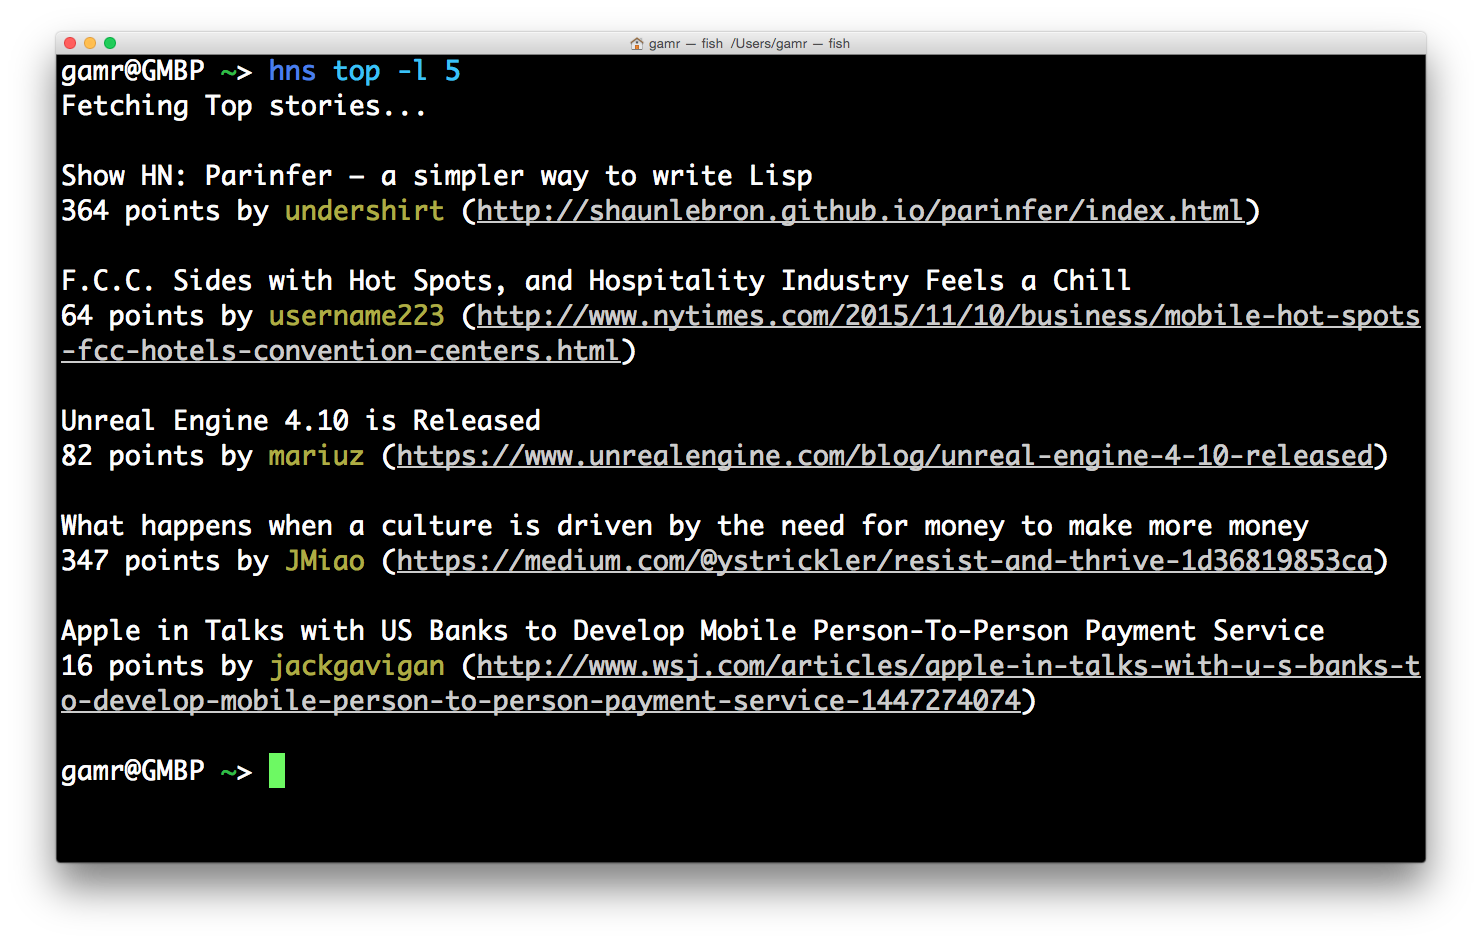 gamr — fish  /Users/gamr — fish
gamr@GMBP ~> hns top -l 5
Fetching Top stories...
Show HN: Parinfer – a simpler way to write Lisp
364 points by undershirt (http://shaunlebron.github.io/parinfer/index.html)
F.C.C. Sides with Hot Spots, and Hospitality Industry Feels a Chill
64 points by username223 (http://www.nytimes.com/2015/11/10/business/mobile-hot-spots
-fcc-hotels-convention-centers.html)
Unreal Engine 4.10 is Released
82 points by mariuz (https://www.unrealengine.com/blog/unreal-engine-4-10-released)
What happens when a culture is driven by the need for money to make more money
347 points by JMiao (https://medium.com/@ystrickler/resist-and-thrive-1d36819853ca)
Apple in Talks with US Banks to Develop Mobile Person-To-Person Payment Service
16 points by jackgavigan (http://www.wsj.com/articles/apple-in-talks-with-u-s-banks-t
o-develop-mobile-person-to-person-payment-service-1447274074)
gamr@GMBP ~>